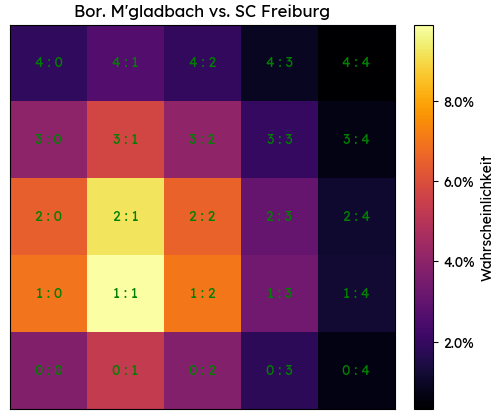 Bor. M'gladbach vs. SC Freiburg
4:0 4:1 4:2 4:3 4:4
3:0 3:1 3:2 3:3 3:4
2:0 2:1 2:2 2:3 2:4
1:0 1:1 1:2 1:3 1:4
0:0 0:1 0:2 0:3 0:4
8.0%
6.0%
4.0%
2.0%
Wahrscheinlichkeit